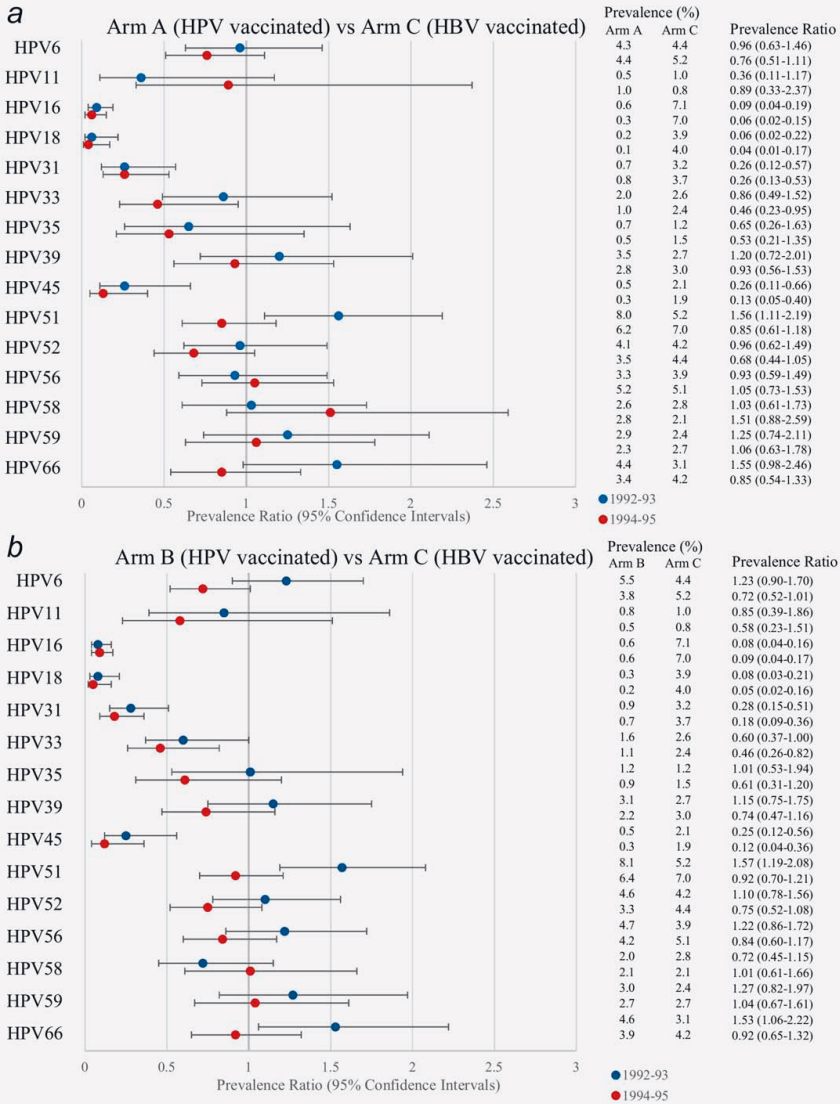 a
Arm A (HPV vaccinated) vs Arm C (HBV vaccinated)
Prevalence (%)
Arm A Arm C Prevalence Ratio
HPV6 4.3 4.4 0.96 (0.63-1.46)
4.4 5.2 0.76 (0.51-1.11)
HPV11 0.5 1.0 0.36 (0.11-1.17)
1.0 0.8 0.89 (0.33-2.37)
HPV16 0.6 7.1 0.09 (0.04-0.19)
0.3 7.0 0.06 (0.02-0.15)
HPV18 0.2 3.9 0.06 (0.02-0.22)
0.1 4.0 0.04 (0.01-0.17)
HPV31 0.7 3.2 0.26 (0.12-0.57)
0.8 3.7 0.26 (0.13-0.53)
HPV33 2.0 2.6 0.86 (0.49-1.52)
1.0 2.4 0.46 (0.23-0.95)
HPV35 0.7 1.2 0.65 (0.26-1.63)
0.5 1.5 0.53 (0.21-1.35)
HPV39 3.5 2.7 1.20 (0.72-2.01)
2.8 3.0 0.93 (0.56-1.53)
HPV45 0.5 2.1 0.26 (0.11-0.66)
0.3 1.9 0.13 (0.05-0.40)
HPV51 8.0 5.2 1.56 (1.11-2.19)
6.2 7.0 0.85 (0.61-1.18)
HPV52 4.1 4.2 0.96 (0.62-1.49)
3.5 4.4 0.68 (0.44-1.05)
HPV56 3.3 3.9 0.93 (0.59-1.49)
5.2 5.1 1.05 (0.73-1.53)
HPV58 2.6 2.8 1.03 (0.61-1.73)
2.8 2.1 1.51 (0.88-2.59)
HPV59 2.9 2.4 1.25 (0.74-2.11)
2.3 2.7 1.06 (0.63-1.78)
HPV66 4.4 3.1 1.55 (0.98-2.46)
3.4 4.2 0.85 (0.54-1.33)
0 0.5 1 1.5 2 2.5 3
Prevalence Ratio (95% Confidence Intervals)
1992-93
1994-95
b
Arm B (HPV vaccinated) vs Arm C (HBV vaccinated)
Prevalence (%)
Arm B Arm C Prevalence Ratio
HPV6 5.5 4.4 1.23 (0.90-1.70)
3.8 5.2 0.72 (0.52-1.01)
HPV11 0.8 1.0 0.85 (0.39-1.86)
0.5 0.8 0.58 (0.23-1.51)
HPV16 0.6 7.1 0.08 (0.04-0.16)
0.6 7.0 0.09 (0.04-0.17)
HPV18 0.3 3.9 0.08 (0.03-0.21)
0.2 4.0 0.05 (0.02-0.16)
HPV31 0.9 3.2 0.28 (0.15-0.51)
0.7 3.7 0.18 (0.09-0.36)
HPV33 1.6 2.6 0.60 (0.37-1.00)
1.1 2.4 0.46 (0.26-0.82)
HPV35 1.2 1.2 1.01 (0.53-1.94)
0.9 1.5 0.61 (0.31-1.20)
HPV39 3.1 2.7 1.15 (0.75-1.75)
2.2 3.0 0.74 (0.47-1.16)
HPV45 0.5 2.1 0.25 (0.12-0.56)
0.3 1.9 0.12 (0.04-0.36)
HPV51 8.1 5.2 1.57 (1.19-2.08)
6.4 7.0 0.92 (0.70-1.21)
HPV52 4.6 4.2 1.10 (0.78-1.56)
3.3 4.4 0.75 (0.52-1.08)
HPV56 4.7 3.9 1.22 (0.86-1.72)
4.2 5.1 0.84 (0.60-1.17)
HPV58 2.0 2.8 0.72 (0.45-1.15)
2.1 2.1 1.01 (0.61-1.66)
HPV59 3.0 2.4 1.27 (0.82-1.97)
2.7 2.7 1.04 (0.67-1.61)
HPV66 4.6 3.1 1.53 (1.06-2.22)
3.9 4.2 0.92 (0.65-1.32)
0 0.5 1 1.5 2 2.5 3
Prevalence Ratio (95% Confidence Intervals)
1992-93
1994-95